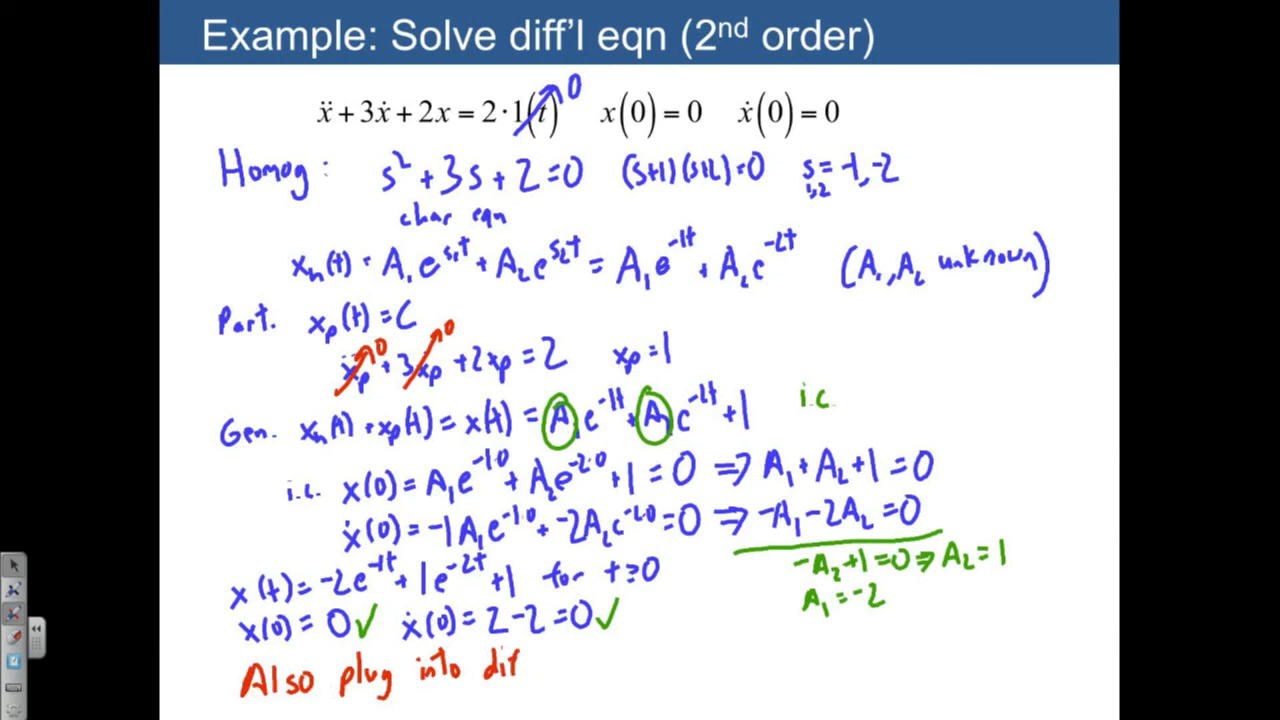 Example: Solve diff'l eqn (2nd order)
ẍ + 3ẋ + 2x = 2·1(t) 0 x(0) = 0 ẋ(0) = 0
Homog: s² + 3s + 2 = 0 (s+1)(s+2)=0 s₁,₂ = -1, -2
char eqn
xₕ(t) = A₁e^{s₁t} + A₂e^{s₂t} = A₁e^{-1t} + A₂e^{-2t} (A₁, A₂ unknown)
Part. xₚ(t) = C
ẍₚ 0 + 3ẋₚ 0 + 2xₚ = 2 xₚ = 1
Gen. xₕ(t) + xₚ(t) = x(t) = A₁e^{-1t} + A₂e^{-2t} + 1 i.c.
i.c. x(0) = A₁e^{-1·0} + A₂e^{-2·0} + 1 = 0 ⇒ A₁ + A₂ + 1 = 0
ẋ(0) = -1A₁e^{-1·0} + -2A₂e^{-2·0} = 0 ⇒ -A₁ - 2A₂ = 0
-A₂ + 1 = 0 ⇒ A₂ = 1
x(t) = -2e^{-1t} + 1e^{-2t} + 1 for t ≥ 0
A₁ = -2
x(0) = 0 ✓ ẋ(0) = 2 - 2 = 0 ✓
Also plug into dif